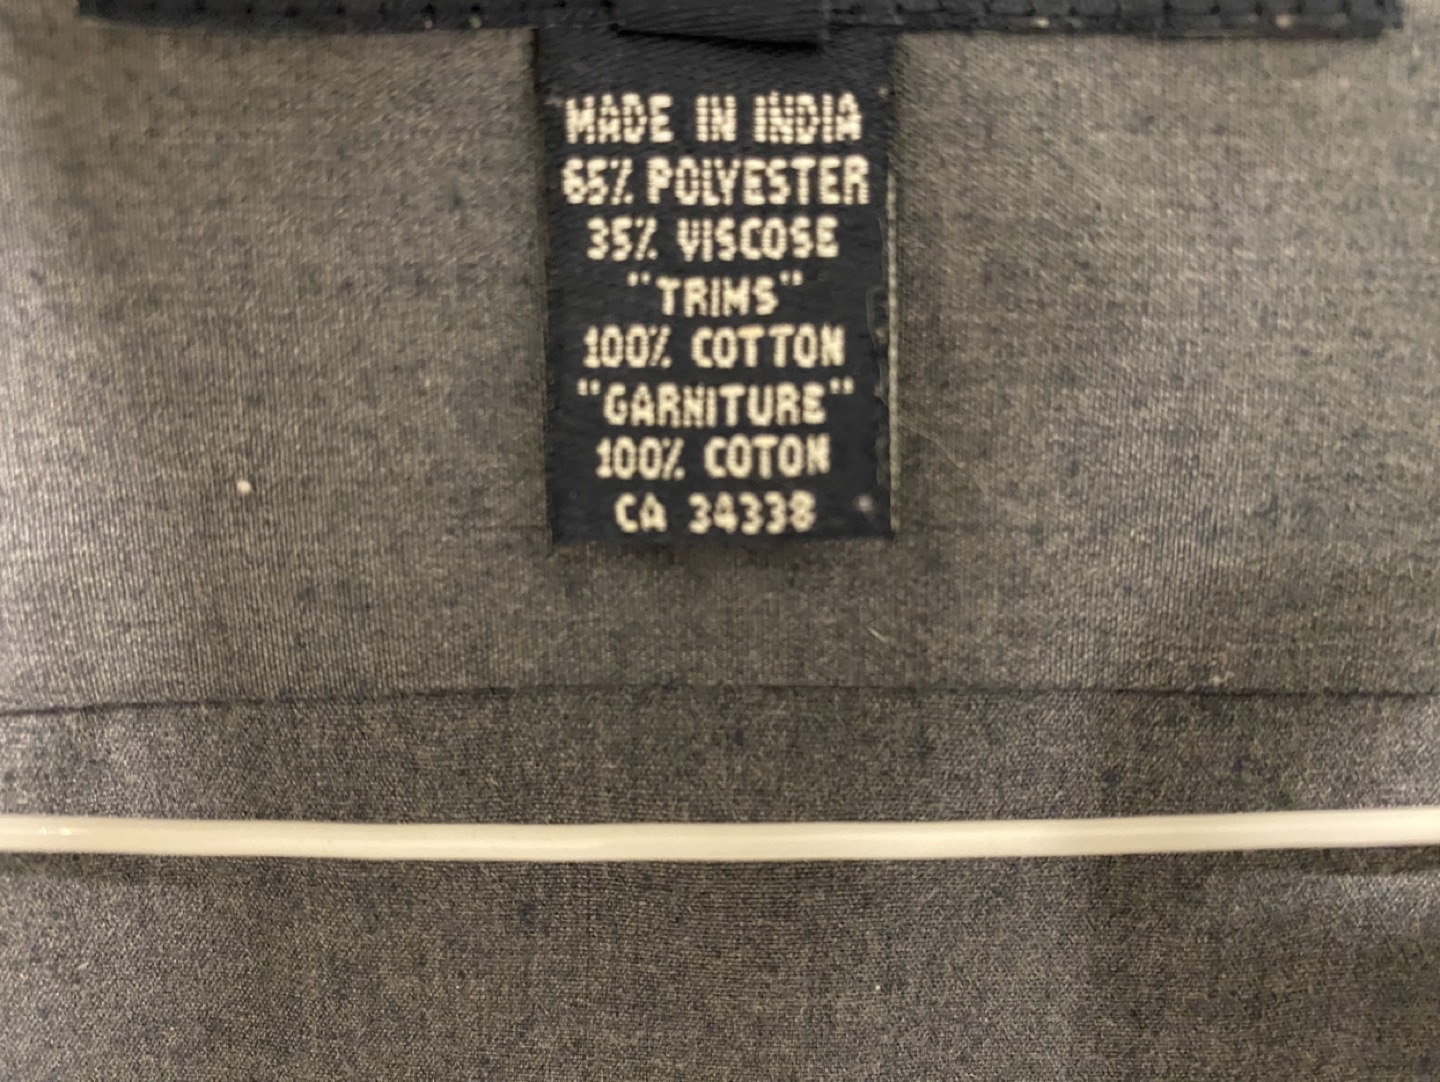 MADE IN INDIA
65% POLYESTER
35% VISCOSE
"TRIMS"
100% COTTON
"GARNITURE"
100% COTON
CA 34338